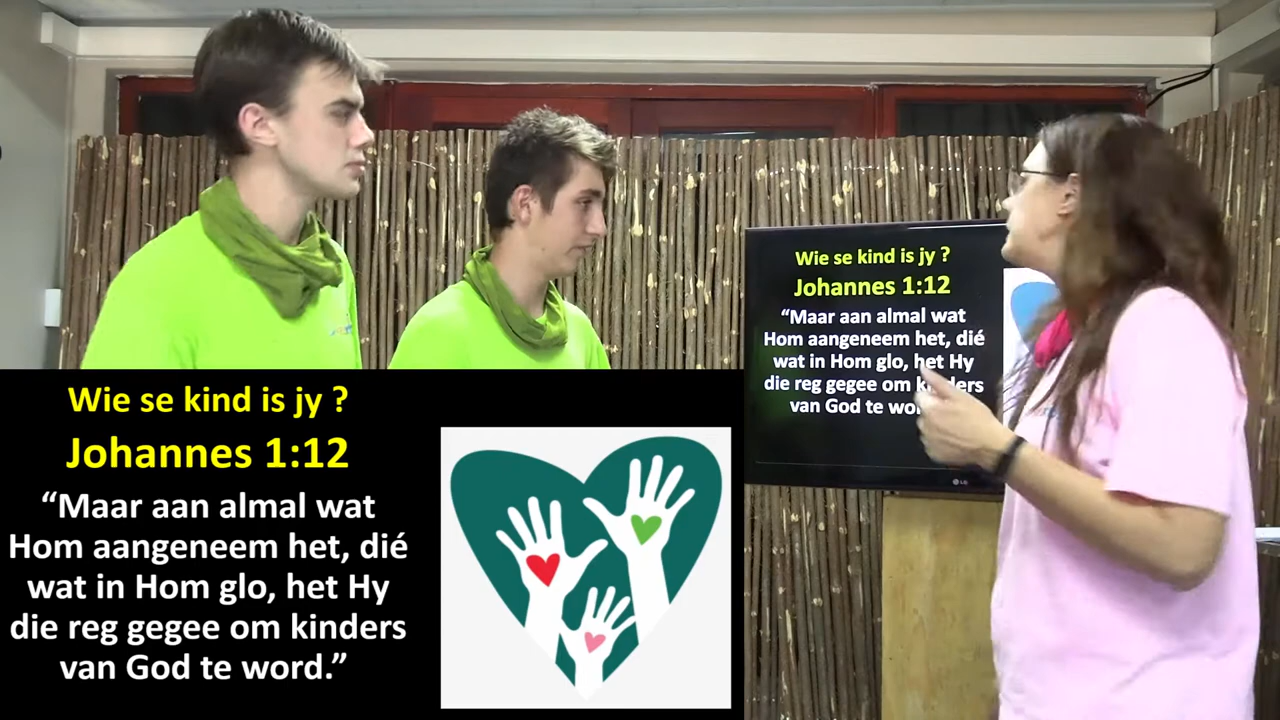 Wie se kind is jy ?
Johannes 1:12
“Maar aan almal wat
Hom aangeneem het, dié
wat in Hom glo, het Hy
die reg gegee om kinders
van God te word.”
Wie se kind is jy ?
Johannes 1:12
“Maar aan almal wat
Hom aangeneem het, dié
wat in Hom glo, het Hy
die reg gegee om
van God te
LG